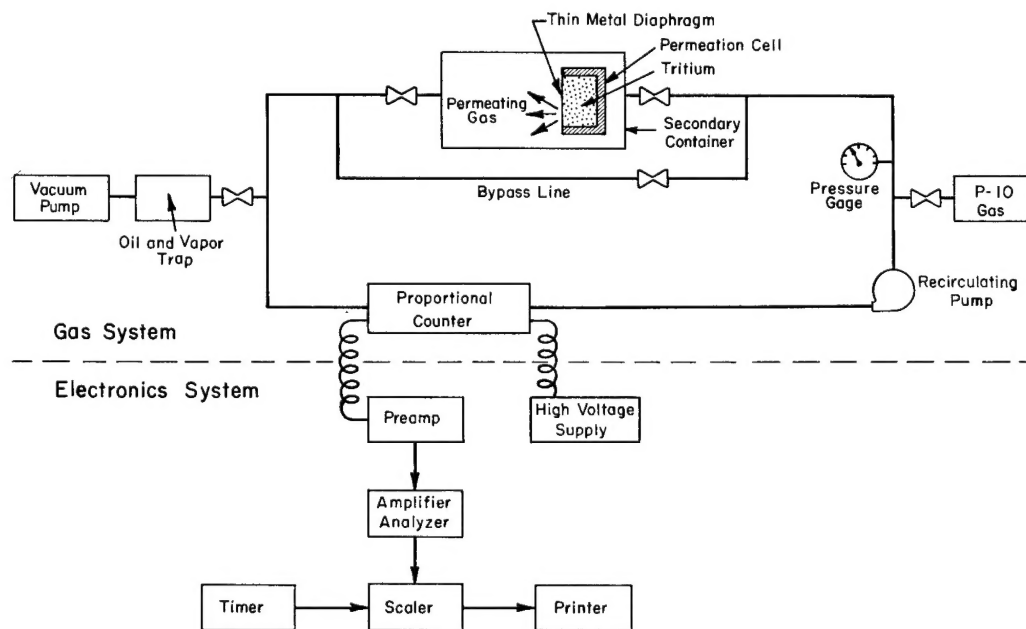 Thin Metal Diaphragm
Permeation Cell
Tritium
Permeating
Gas
Secondary
Container
Bypass Line
Vacuum
Pump
Oil and Vapor
Trap
Pressure
Gage
P-10
Gas
Recirculating
Pump
Proportional
Counter
Gas System
Electronics System
Preamp
High Voltage
Supply
Amplifier
Analyzer
Timer
Scaler
Printer